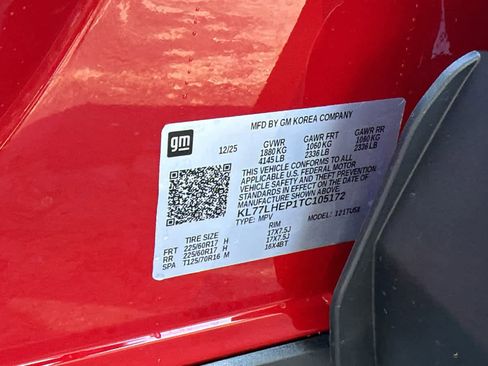 MFD BY GM KOREA COMPANY
gm
12/25
GVWR GAWR FRT GAWR RR
1880 KG 1060 KG 1060 KG
4145 LB 2336 LB 2336 LB
THIS VEHICLE CONFORMS TO ALL
APPLICABLE U.S. FEDERAL MOTOR
VEHICLE SAFETY AND THEFT
PREVENTION STANDARDS IN EFFECT
ON THE DATE OF
MANUFACTURE SHOWN ABOVE.
KL77LHEP1TC105172
TYPE: MPV MODEL: 1TU58
TIRE SIZE RIM
FRT 225/60R17 H 17X7.5J
RR 225/60R17 H 17X7.5J
SPA T125/70R16 M 16X4BT